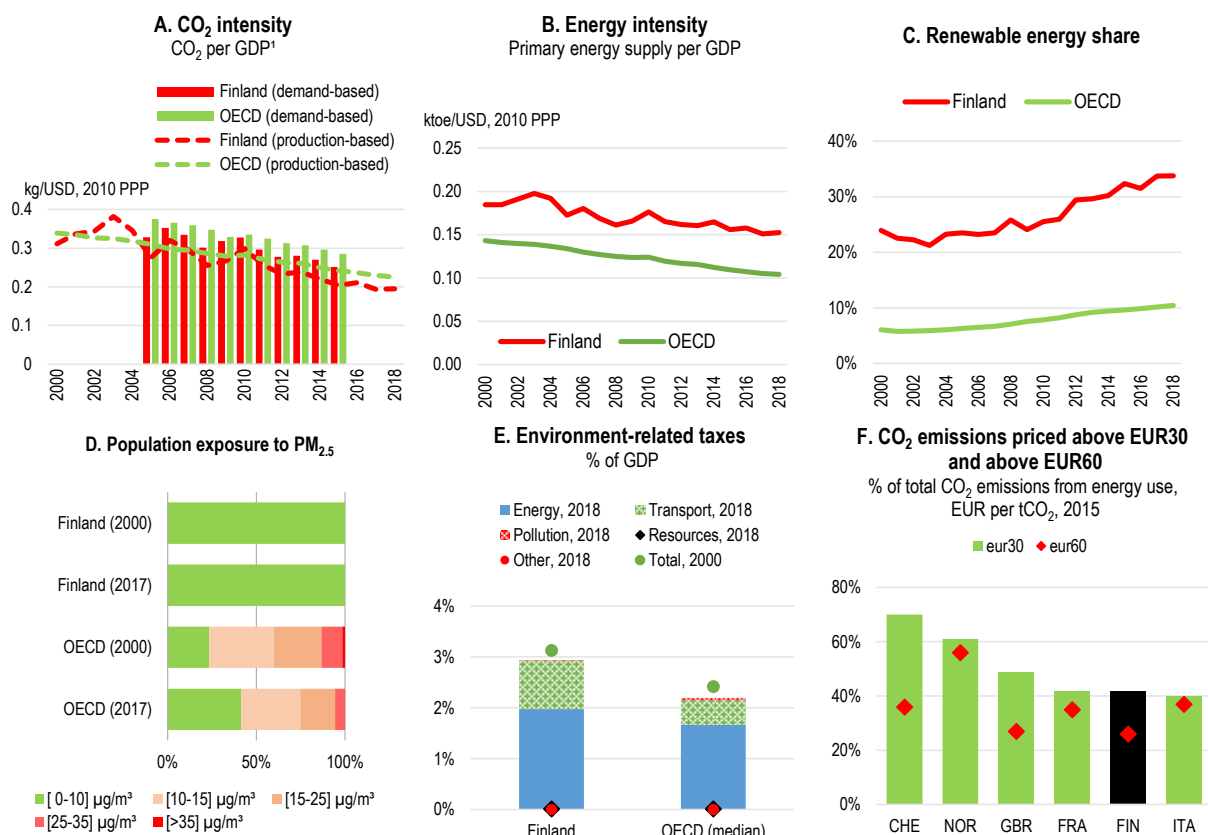 A. CO₂ intensity
CO₂ per GDP¹
Finland (demand-based)
OECD (demand-based)
Finland (production-based)
OECD (production-based)
kg/USD, 2010 PPP
0.4
0.3
0.2
0.1
0
2000
2002
2004
2006
2008
2010
2012
2014
2016
2018
B. Energy intensity
Primary energy supply per GDP
ktoe/USD, 2010 PPP
0.25
0.20
0.15
0.10
0.05
0.00
Finland
OECD
2000
2002
2004
2006
2008
2010
2012
2014
2016
2018
C. Renewable energy share
Finland
OECD
40%
30%
20%
10%
0%
2000
2002
2004
2006
2008
2010
2012
2014
2016
2018
D. Population exposure to PM₂.₅
Finland (2000)
Finland (2017)
OECD (2000)
OECD (2017)
0%
50%
100%
[ 0-10] µg/m³
[10-15] µg/m³
[15-25] µg/m³
[25-35] µg/m³
[>35] µg/m³
E. Environment-related taxes
% of GDP
Energy, 2018
Transport, 2018
Pollution, 2018
Resources, 2018
Other, 2018
Total, 2000
4%
3%
2%
1%
0%
Finland
OECD (median)
F. CO₂ emissions priced above EUR30
and above EUR60
% of total CO₂ emissions from energy use,
EUR per tCO₂, 2015
eur30
eur60
80%
60%
40%
20%
0%
CHE
NOR
GBR
FRA
FIN
ITA